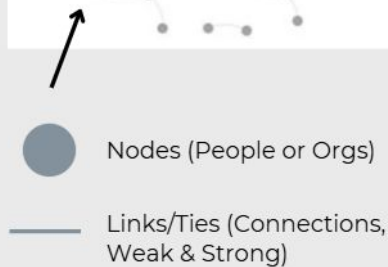 Nodes (People or Orgs)
Links/Ties (Connections,
Weak & Strong)